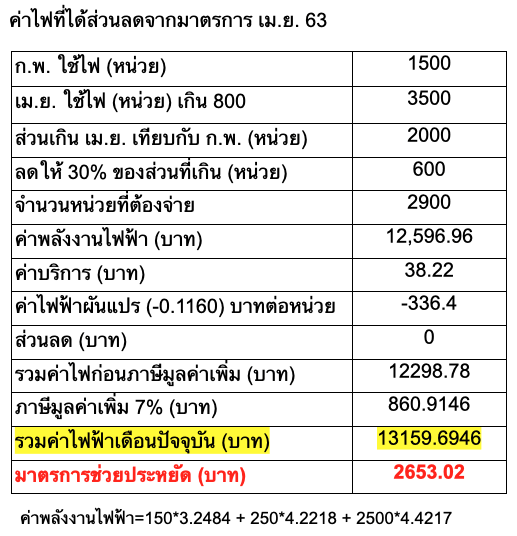 ค่าไฟที่ได้ส่วนลดจากมาตรการ เม.ย. 63
ก.พ. ใช้ไฟ (หน่วย) 1500
เม.ย. ใช้ไฟ (หน่วย) เกิน 800 3500
ส่วนเกิน เม.ย. เทียบกับ ก.พ. (หน่วย) 2000
ลดให้ 30% ของส่วนที่เกิน (หน่วย) 600
จำนวนหน่วยที่ต้องจ่าย 2900
ค่าพลังงานไฟฟ้า (บาท) 12,596.96
ค่าบริการ (บาท) 38.22
ค่าไฟฟ้าผันแปร (-0.1160) บาทต่อหน่วย -336.4
ส่วนลด (บาท) 0
รวมค่าไฟก่อนภาษีมูลค่าเพิ่ม (บาท) 12298.78
ภาษีมูลค่าเพิ่ม 7% (บาท) 860.9146
รวมค่าไฟฟ้าเดือนปัจจุบัน (บาท) 13159.6946
มาตรการช่วยประหยัด (บาท) 2653.02
ค่าพลังงานไฟฟ้า=150*3.2484 + 250*4.2218 + 2500*4.4217